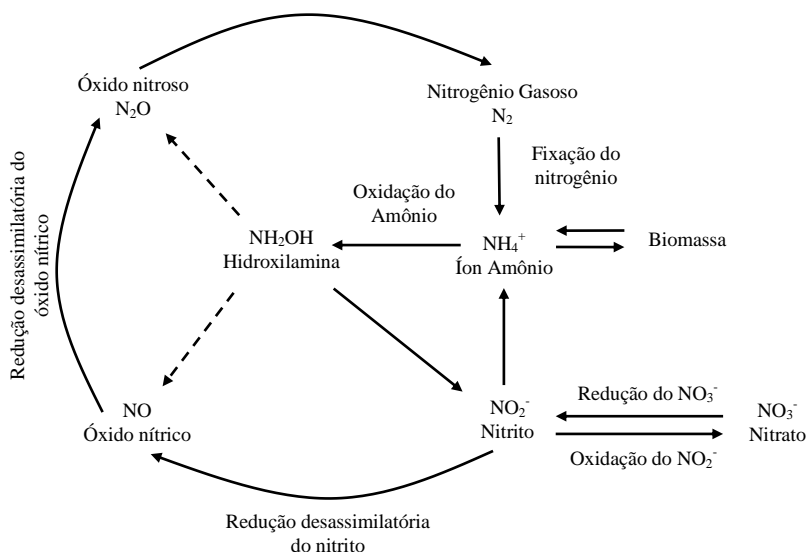 Óxido nitroso
N₂O
Nitrogênio Gasoso
N₂
Fixação do
nitrogênio
Oxidação do
Amônio
NH₂OH
Hidroxilamina
NH₄⁺
Íon Amônio
Biomassa
Redução desassimilatória do
óxido nítrico
NO
Óxido nítrico
NO₂⁻
Nitrito
Redução do NO₃⁻
Oxidação do NO₂⁻
NO₃⁻
Nitrato
Redução desassimilatória
do nitrito